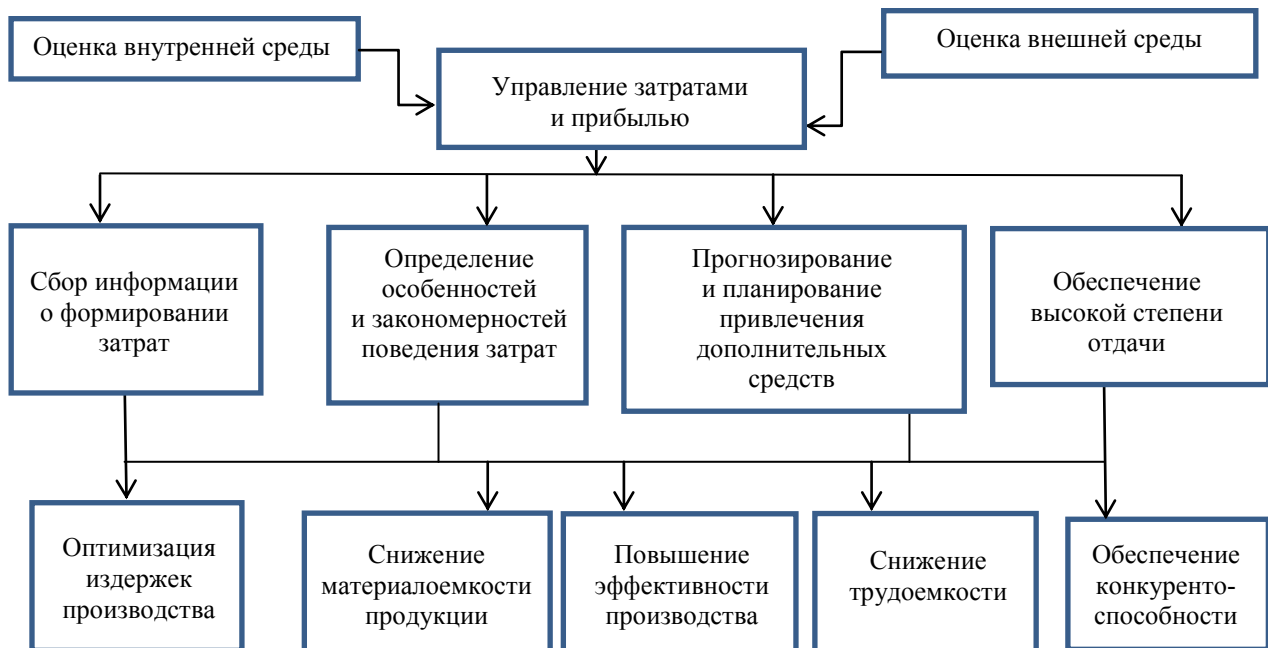 Оценка внутренней среды
Оценка внешней среды
Управление затратами
и прибылью
Сбор информации
о формировании
затрат
Определение
особенностей
и закономерностей
поведения затрат
Прогнозирование
и планирование
привлечения
дополнительных
средств
Обеспечение
высокой степени
отдачи
Оптимизация
издержек
производства
Снижение
материалоемкости
продукции
Повышение
эффективности
производства
Снижение
трудоемкости
Обеспечение
конкуренто-
способности